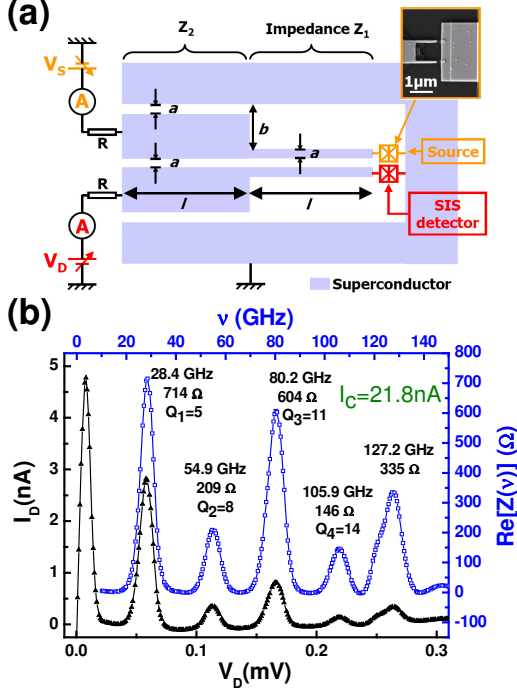 (a)
Z2
Impedance Z1
VS
A
R
a
b
a
a
l
l
R
A
VD
1µm
Source
SIS
detector
Superconductor
(b)
ν (GHz)
0 20 40 60 80 100 120 140
28.4 GHz
714 Ω
Q1=5
54.9 GHz
209 Ω
Q2=8
80.2 GHz
604 Ω
Q3=11
IC=21.8nA
105.9 GHz
146 Ω
Q4=14
127.2 GHz
335 Ω
ID(nA)
5
4
3
2
1
0
Re[Z(ν)] (Ω)
800
700
600
500
400
300
200
100
0
-100
0.0 0.1 0.2 0.3
VD(mV)